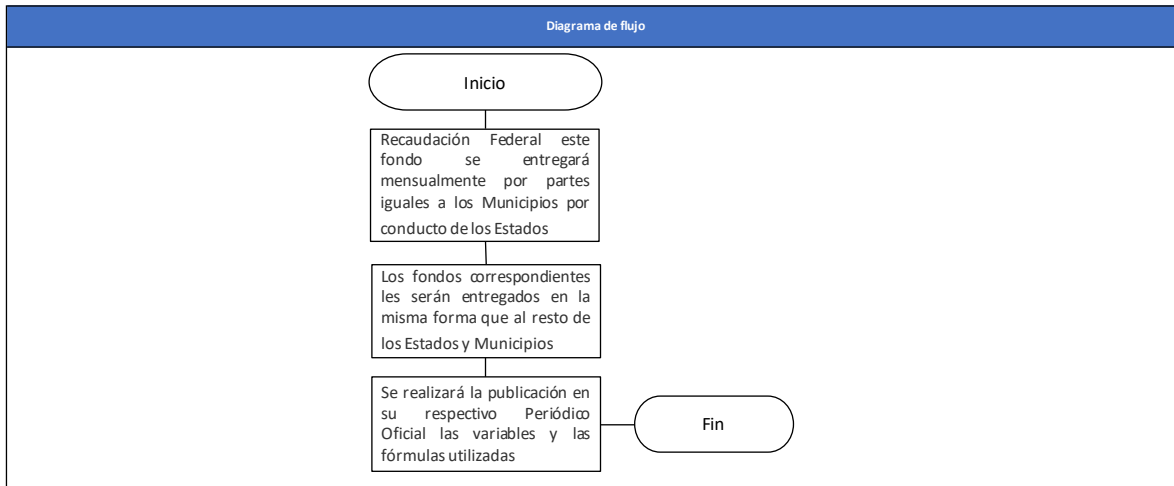 Diagrama de flujo
Inicio
Recaudación Federal este
fondo se entregará
mensualmente por partes
iguales a los Municipios por
conducto de los Estados
Los fondos correspondientes
les serán entregados en la
misma forma que al resto de
los Estados y Municipios
Se realizará la publicación en
su respectivo Periódico
Oficial las variables y las
fórmulas utilizadas
Fin